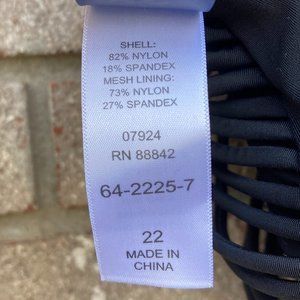 SHELL:
82% NYLON
18% SPANDEX
MESH LINING:
73% NYLON
27% SPANDEX
07924
RN 88842
64-2225-7
22
MADE IN
CHINA